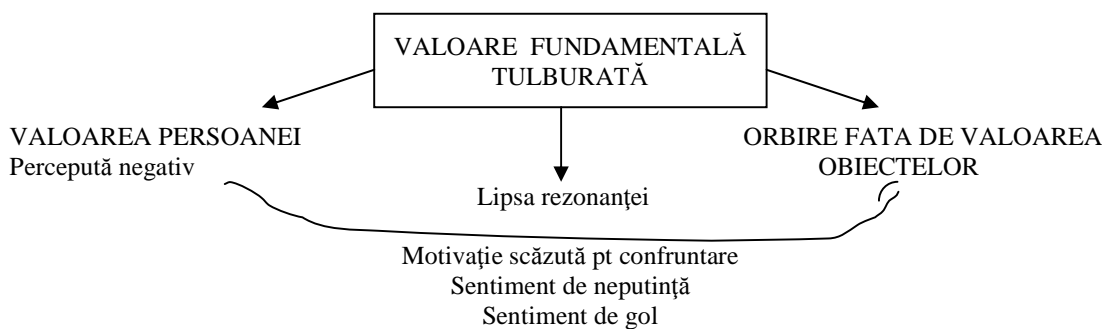 VALOARE FUNDAMENTALĂ
TULBURATĂ
VALOAREA PERSOANEI
Percepută negativ
ORBIRE FATA DE VALOAREA
OBIECTELOR
Lipsa rezonanţei
Motivaţie scăzută pt confruntare
Sentiment de neputinţă
Sentiment de gol